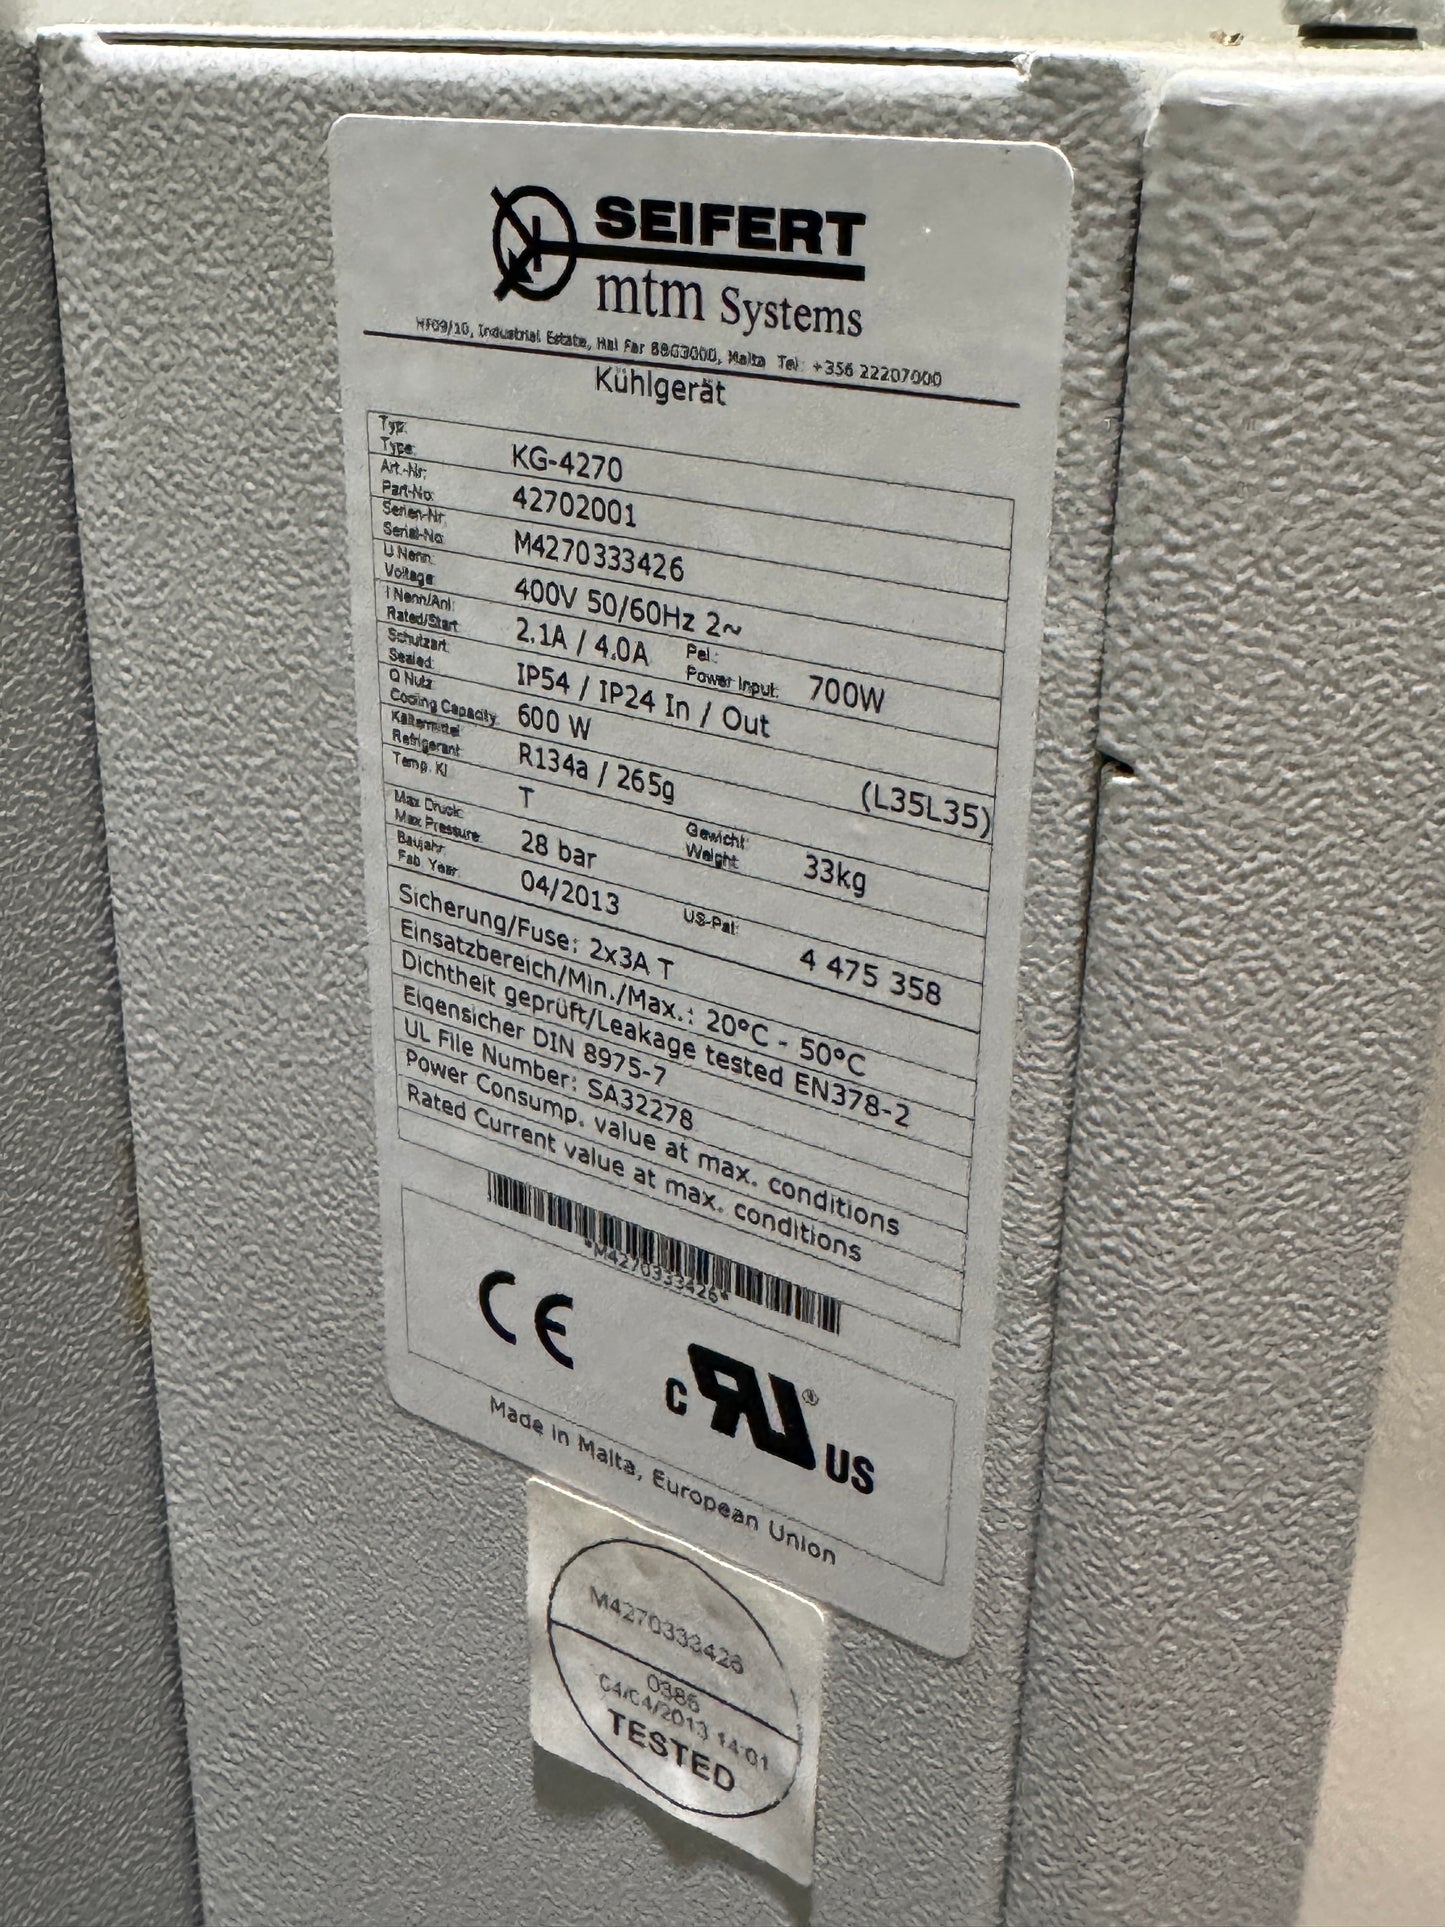 SEIFERT
mtm Systems
HF09/10, Industrial Estate, Hal Far BBG3000, Malta Tel: +356 22207000
Kühlgerät
Typ:
Type: KG-4270
Art.-Nr:
Part-No: 42702001
Serien-Nr:
Serial-No: M4270333426
U Nenn:
Voltage: 400V 50/60Hz 2~
I Nenn/Anl:
Rated/Start: 2.1A / 4.0A Pel.: Power Input: 700W
Schutzart:
Sealed: IP54 / IP24 In / Out
Q Nutz:
Cooling Capacity: 600 W (L35L35)
Kältemittel
Refrigerant: R134a / 265g
Temp. Kl T Gewicht: Weight: 33kg
Max Druck:
Max Pressure: 28 bar
Baujahr:
Fab. Year: 04/2013 US-Pat: 4 475 358
Sicherung/Fuse: 2x3A T
Einsatzbereich/Min./Max.: 20°C - 50°C
Dichtheit geprüft/Leakage tested EN378-2
Eigensicher DIN 8975-7
UL File Number: SA32278
Power Consump. value at max. conditions
Rated Current value at max. conditions
*M4270333426*
CE
c RU ® US
Made in Malta, European Union
M4270333426
0386
04/04/2013 14:01
TESTED